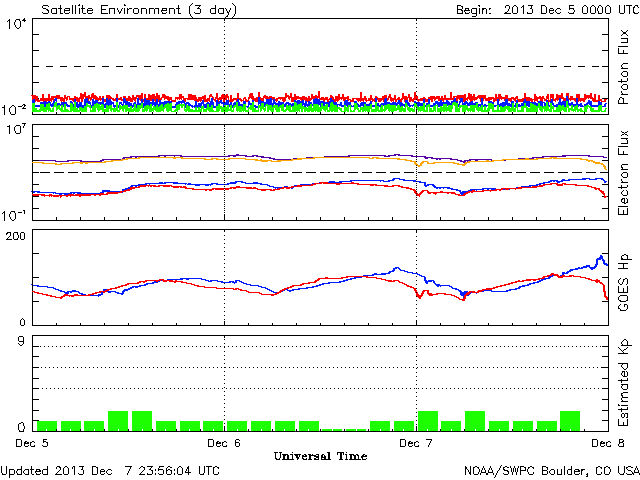 Satellite Environment (3 day) Begin: 2013 Dec 5 0000 UTC
10^4
10^-2
Proton Flux
10^7
10^-1
Electron Flux
200
0
GOES Hp
9
0
Estimated Kp
Dec 5 Dec 6 Dec 7 Dec 8
Universal Time
Updated 2013 Dec 7 23:56:04 UTC NOAA/SWPC Boulder, CO USA